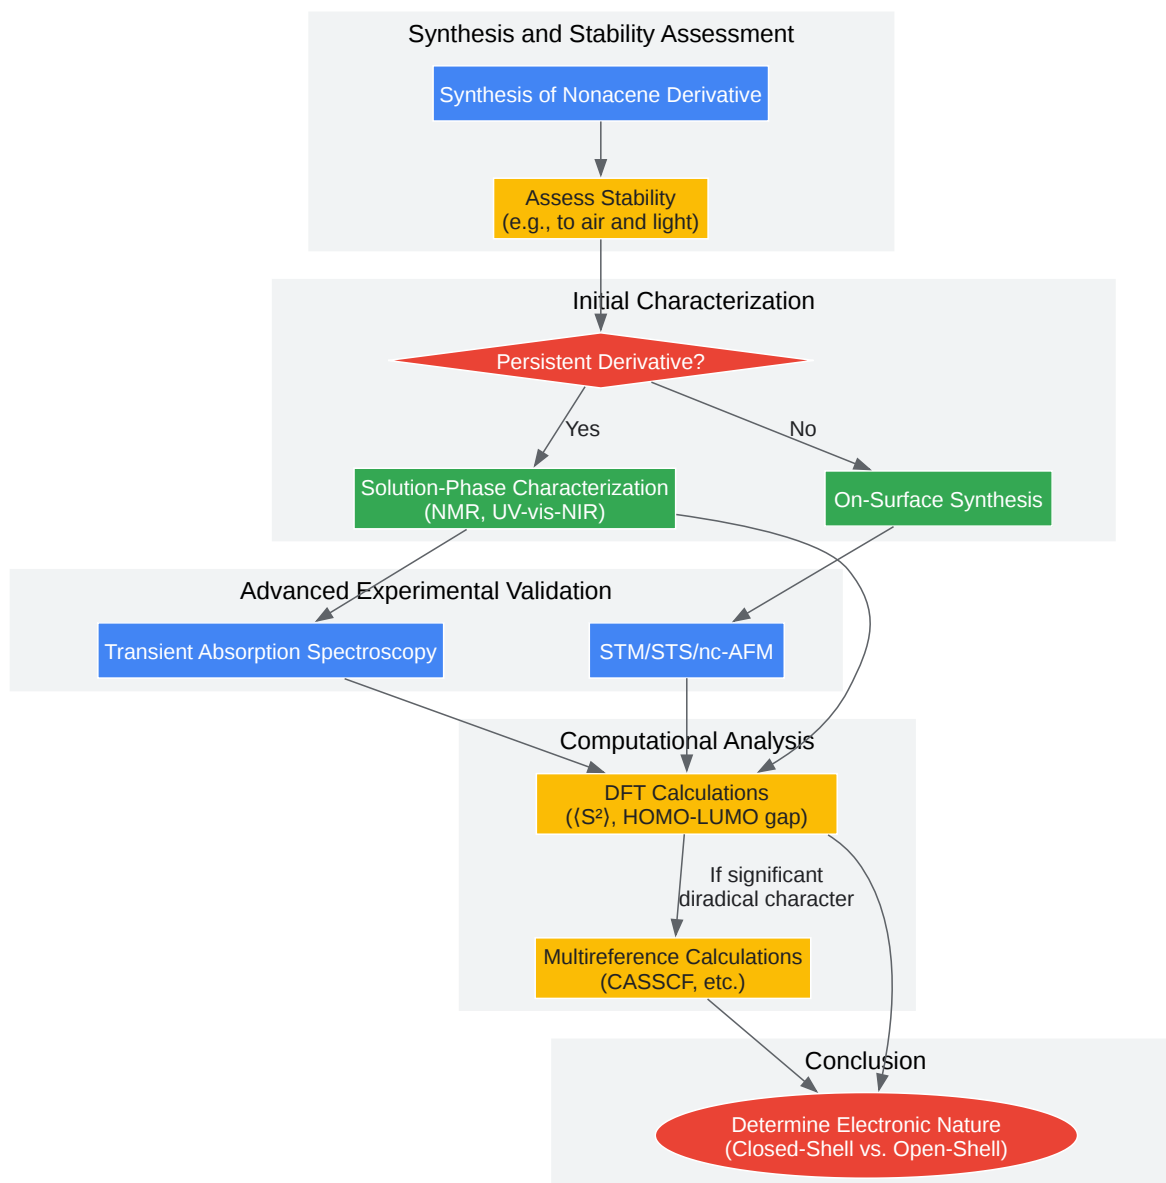 Synthesis and Stability Assessment
Synthesis of Nonacene Derivative
Assess Stability
(e.g., to air and light)
Initial Characterization
Persistent Derivative?
Yes
No
Solution-Phase Characterization
(NMR, UV-vis-NIR)
On-Surface Synthesis
Advanced Experimental Validation
Transient Absorption Spectroscopy
STM/STS/nc-AFM
Computational Analysis
DFT Calculations
(⟨S²⟩, HOMO-LUMO gap)
If significant
diradical character
Multireference Calculations
(CASSCF, etc.)
Conclusion
Determine Electronic Nature
(Closed-Shell vs. Open-Shell)